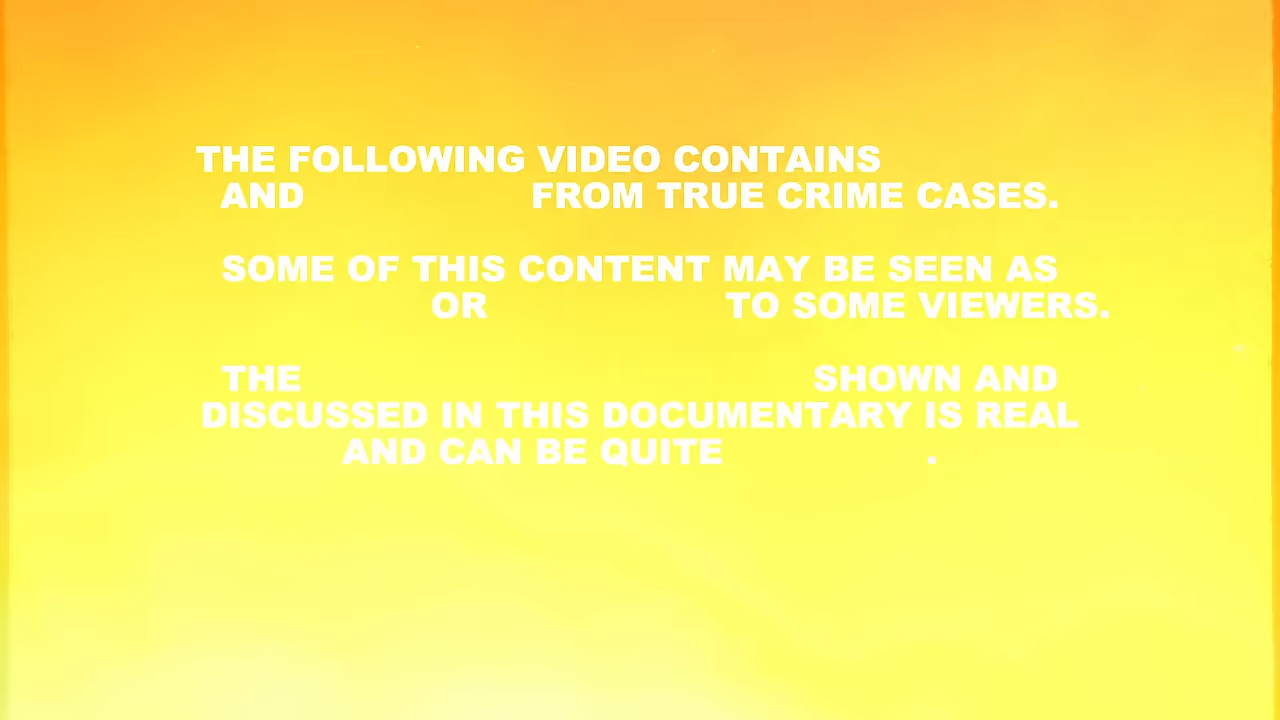 THE FOLLOWING VIDEO CONTAINS
AND FROM TRUE CRIME CASES.
SOME OF THIS CONTENT MAY BE SEEN AS
OR TO SOME VIEWERS.
THE SHOWN AND
DISCUSSED IN THIS DOCUMENTARY IS REAL
AND CAN BE QUITE .